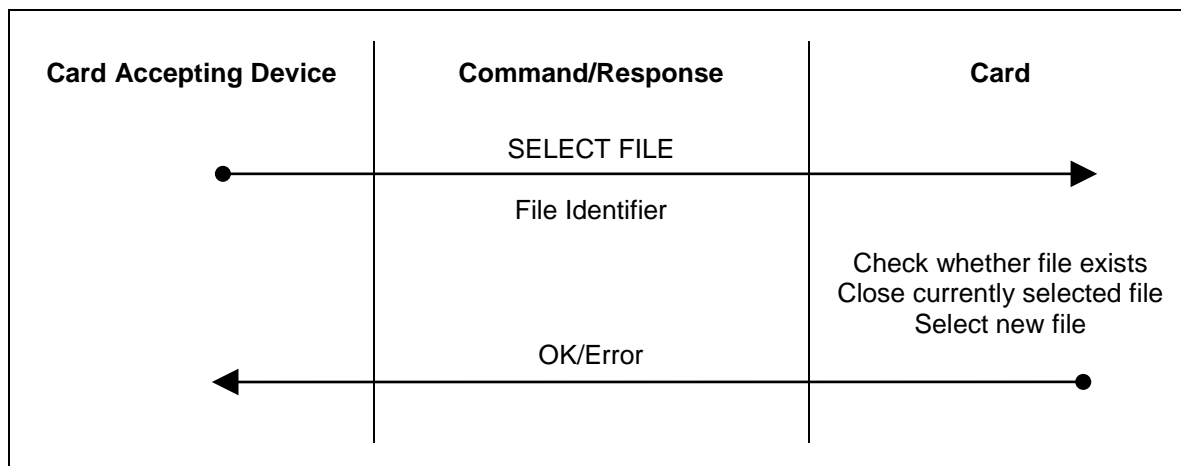 Card Accepting Device
Command/Response
Card
SELECT FILE
File Identifier
Check whether file exists
Close currently selected file
Select new file
OK/Error